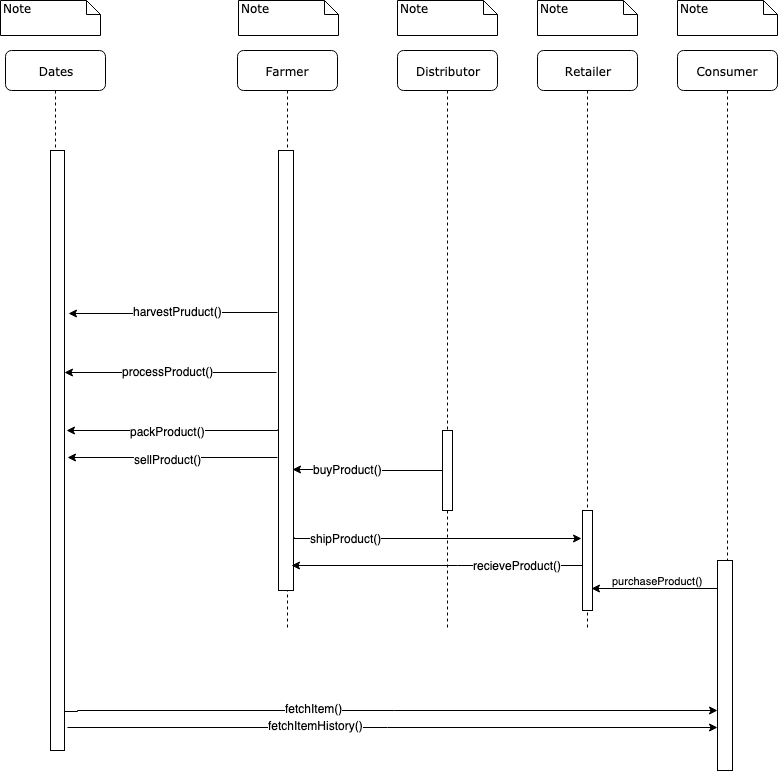 Note
Note
Note
Note
Note
Dates
Farmer
Distributor
Retailer
Consumer
harvestPruduct()
processProduct()
packProduct()
sellProduct()
buyProduct()
shipProduct()
recieveProduct()
purchaseProduct()
fetchItem()
fetchItemHistory()